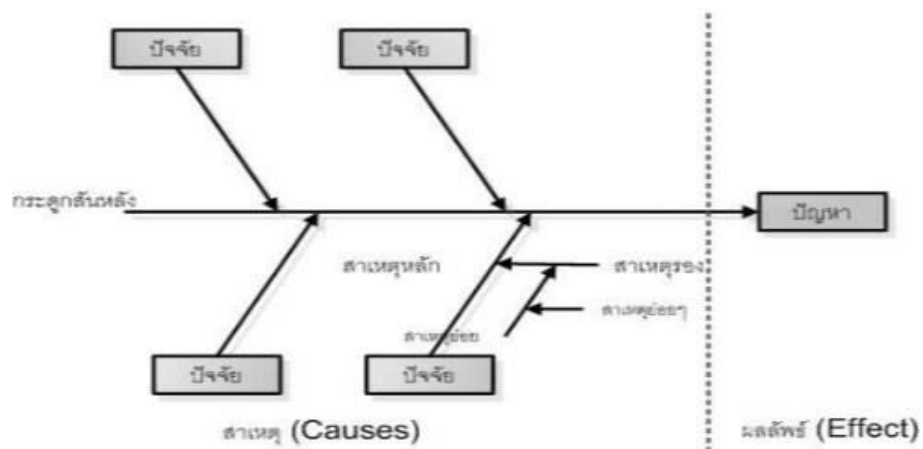 ปัจจัย
ปัจจัย
กระดูกสันหลัง
ปัญหา
สาเหตุหลัก
สาเหตุรอง
สาเหตุย่อยๆ
สาเหตุย่อย
ปัจจัย
ปัจจัย
สาเหตุ (Causes)
ผลลัพธ์ (Effect)